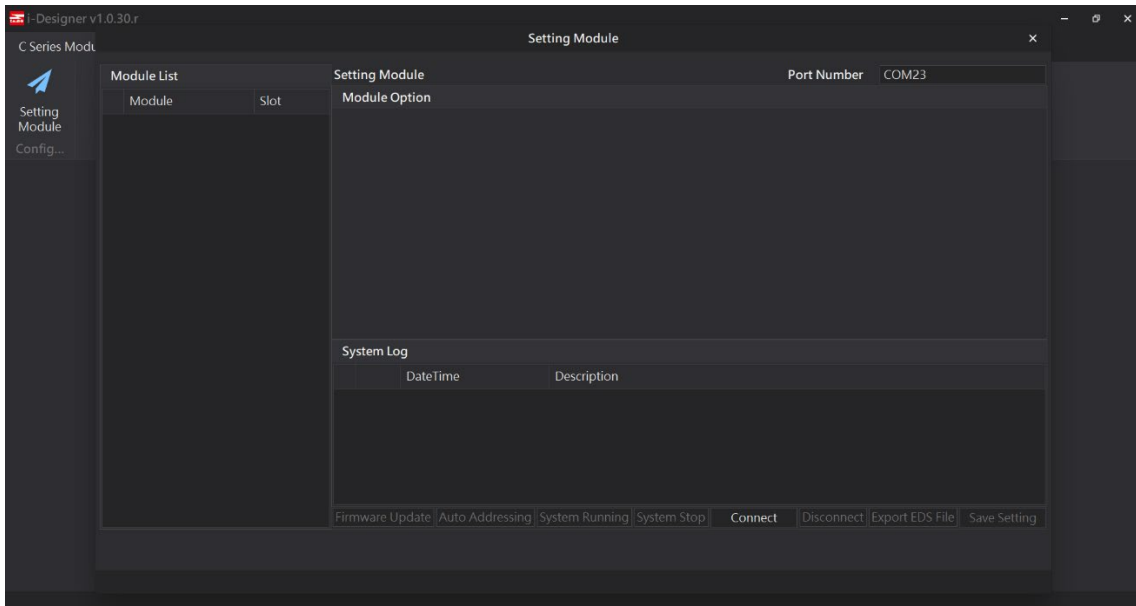 i-Designer v1.0.30.r
Setting Module
C Series Modu
Setting
Module
Config...
Module List
Module Slot
Setting Module Port Number COM23
Module Option
System Log
DateTime Description
Firmware Update Auto Addressing System Running System Stop Connect Disconnect Export EDS File Save Setting